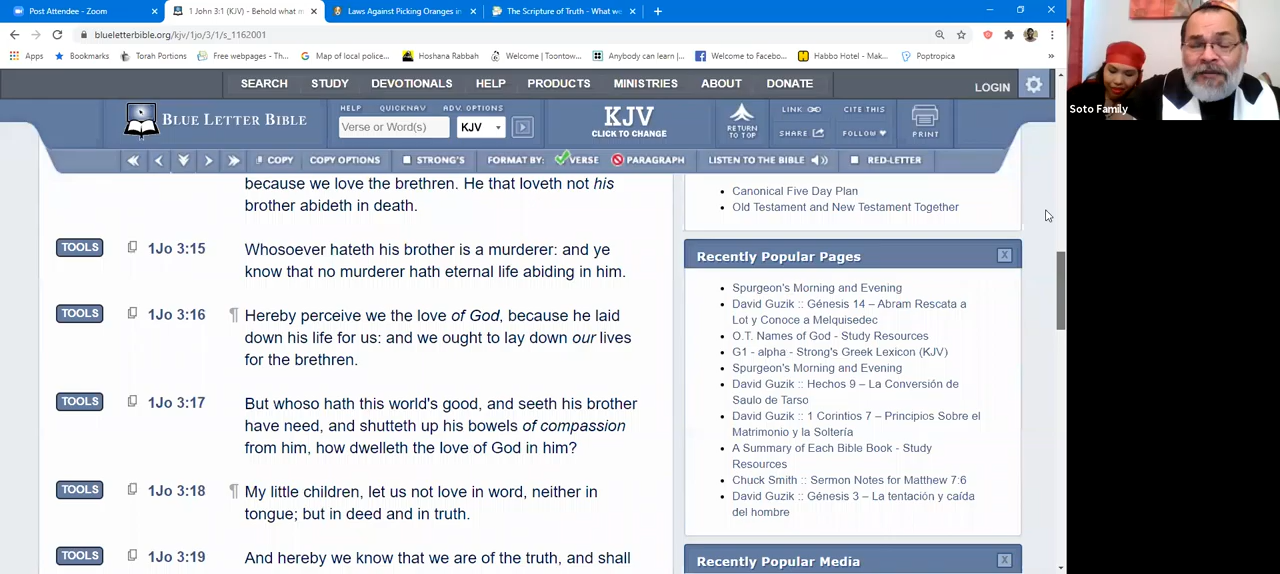 Post Attendee - Zoom
1 John 3:1 (KJV) - Behold what m
Laws Against Picking Oranges in
The Scripture of Truth - What we
blueletterbible.org/kjv/1jo/3/1/s_1162001
Apps
Bookmarks
Torah Portions
Free webpages - Th...
Map of local police...
Hoshana Rabbah
Welcome | Toontow...
Anybody can learn |...
Welcome to Facebo...
Habbo Hotel - Mak...
Poptropica
SEARCH
STUDY
DEVOTIONALS
HELP
PRODUCTS
MINISTRIES
ABOUT
DONATE
LOGIN
BLUE LETTER BIBLE
HELP
QUICKNAV
ADV. OPTIONS
Verse or Word(s)
KJV
KJV
CLICK TO CHANGE
RETURN
TO TOP
LINK
CITE THIS
SHARE
FOLLOW
PRINT
COPY
COPY OPTIONS
STRONG'S
FORMAT BY:
VERSE
PARAGRAPH
LISTEN TO THE BIBLE
RED-LETTER
because we love the brethren. He that loveth not his
brother abideth in death.
TOOLS 1Jo 3:15 Whosoever hateth his brother is a murderer: and ye
know that no murderer hath eternal life abiding in him.
TOOLS 1Jo 3:16 ¶ Hereby perceive we the love of God, because he laid
down his life for us: and we ought to lay down our lives
for the brethren.
TOOLS 1Jo 3:17 But whoso hath this world's good, and seeth his brother
have need, and shutteth up his bowels of compassion
from him, how dwelleth the love of God in him?
TOOLS 1Jo 3:18 ¶ My little children, let us not love in word, neither in
tongue; but in deed and in truth.
TOOLS 1Jo 3:19 And hereby we know that we are of the truth, and shall
Canonical Five Day Plan
Old Testament and New Testament Together
Recently Popular Pages
X
Spurgeon's Morning and Evening
David Guzik :: Génesis 14 – Abram Rescata a
Lot y Conoce a Melquisedec
O.T. Names of God - Study Resources
G1 - alpha - Strong's Greek Lexicon (KJV)
Spurgeon's Morning and Evening
David Guzik :: Hechos 9 – La Conversión de
Saulo de Tarso
David Guzik :: 1 Corintios 7 – Principios Sobre el
Matrimonio y la Soltería
A Summary of Each Bible Book - Study
Resources
Chuck Smith :: Sermon Notes for Matthew 7:6
David Guzik :: Génesis 3 – La tentación y caída
del hombre
Recently Popular Media
X
Soto Family